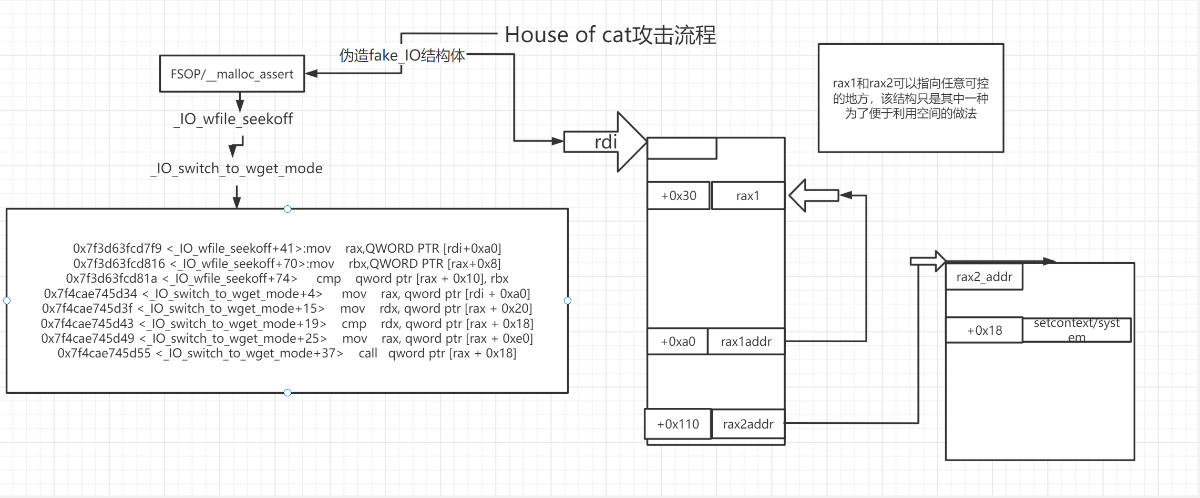 House of cat攻击流程
伪造fake_IO结构体
FSOP/__malloc_assert
_IO_wfile_seekoff
_IO_switch_to_wget_mode
0x7f3d63fcd7f9 <_IO_wfile_seekoff+41>:mov rax,QWORD PTR [rdi+0xa0]
0x7f3d63fcd816 <_IO_wfile_seekoff+70>:mov rbx,QWORD PTR [rax+0x8]
0x7f3d63fcd81a <_IO_wfile_seekoff+74> cmp qword ptr [rax + 0x10], rbx
0x7f4cae745d34 <_IO_switch_to_wget_mode+4> mov rax, qword ptr [rdi + 0xa0]
0x7f4cae745d3f <_IO_switch_to_wget_mode+15> mov rdx, qword ptr [rax + 0x20]
0x7f4cae745d43 <_IO_switch_to_wget_mode+19> cmp rdx, qword ptr [rax + 0x18]
0x7f4cae745d49 <_IO_switch_to_wget_mode+25> mov rax, qword ptr [rax + 0xe0]
0x7f4cae745d55 <_IO_switch_to_wget_mode+37> call qword ptr [rax + 0x18]
rdi
+0x30 rax1
+0xa0 rax1addr
+0x110 rax2addr
rax1和rax2可以指向任意可控
的地方，该结构只是其中一种
为了便于利用空间的做法
rax2_addr
+0x18 setcontext/syst
em